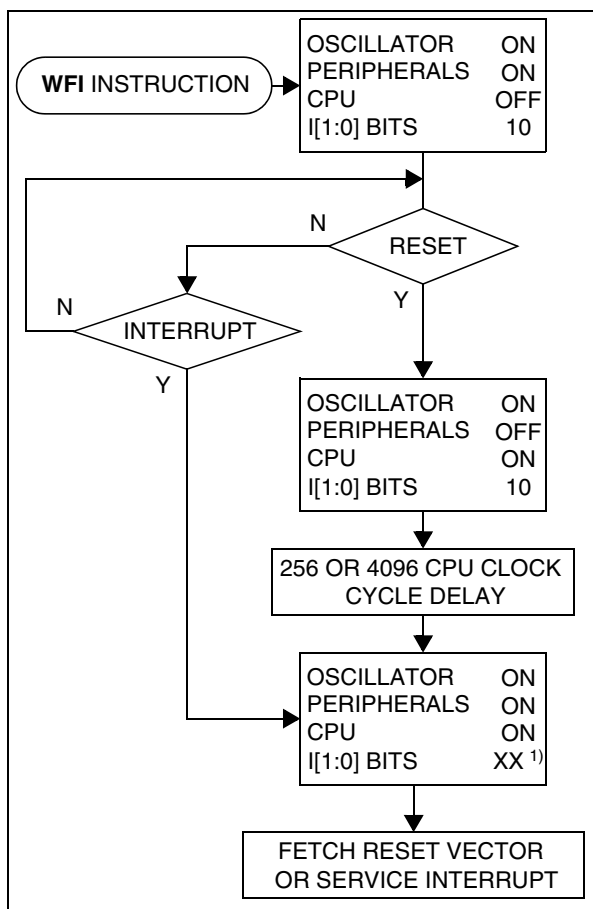 WFI INSTRUCTION
OSCILLATOR ON
PERIPHERALS ON
CPU OFF
I[1:0] BITS 10
N
RESET
N
INTERRUPT
Y
Y
OSCILLATOR ON
PERIPHERALS OFF
CPU ON
I[1:0] BITS 10
256 OR 4096 CPU CLOCK
CYCLE DELAY
OSCILLATOR ON
PERIPHERALS ON
CPU ON
I[1:0] BITS XX 1)
FETCH RESET VECTOR
OR SERVICE INTERRUPT